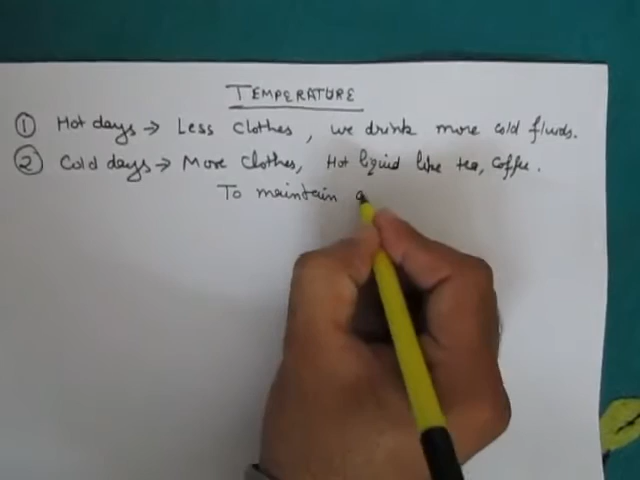 TEMPERATURE
① Hot days → Less clothes, we drink more cold fluids.
② Cold days → More clothes, Hot liquid like tea, Coffee.
To maintain